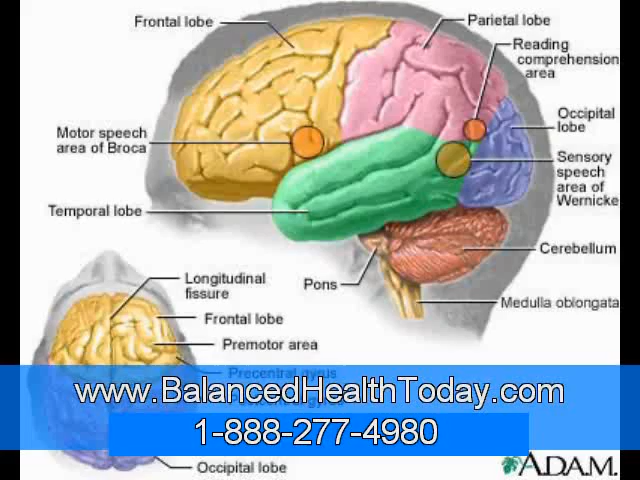 Frontal lobe
Parietal lobe
Reading
comprehension
area
Motor speech
area of Broca
Occipital
lobe
Sensory
speech
area of
Wernicke
Temporal lobe
Cerebellum
Pons
Medulla oblongata
Longitudinal
fissure
Frontal lobe
Premotor area
Precentral gyrus
www.BalancedHealthToday.com
1-888-277-4980
Occipital lobe
A.D.A.M.